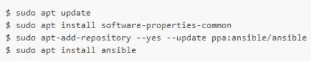 $ sudo apt update
$ sudo apt install software-properties-common
$ sudo apt-add-repository --yes --update ppa:ansible/ansible
$ sudo apt install ansible